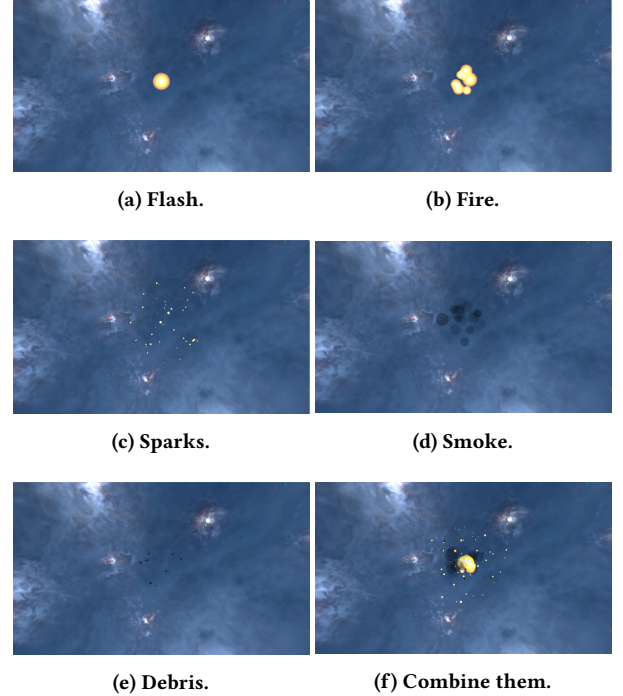 (a) Flash.
(b) Fire.
(c) Sparks.
(d) Smoke.
(e) Debris.
(f) Combine them.